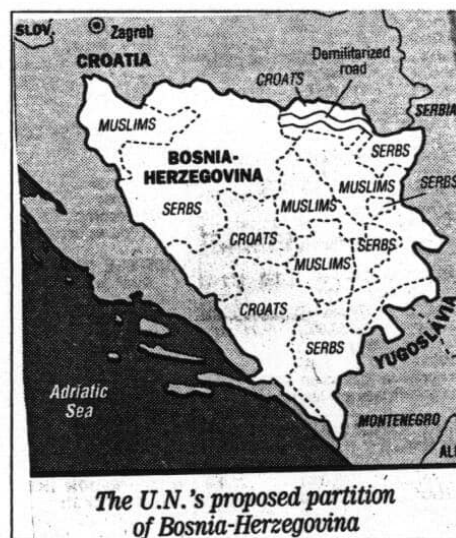 SLOV.
Zagreb
CROATIA
Demilitarized
road
CROATS
SERBIA
MUSLIMS
SERBS
BOSNIA-
HERZEGOVINA
MUSLIMS
SERBS
SERBS
MUSLIMS
CROATS
SERBS
MUSLIMS
CROATS
SERBS
YUGOSLAVIA
Adriatic
Sea
MONTENEGRO
AL
The U.N.'s proposed partition
of Bosnia-Herzegovina